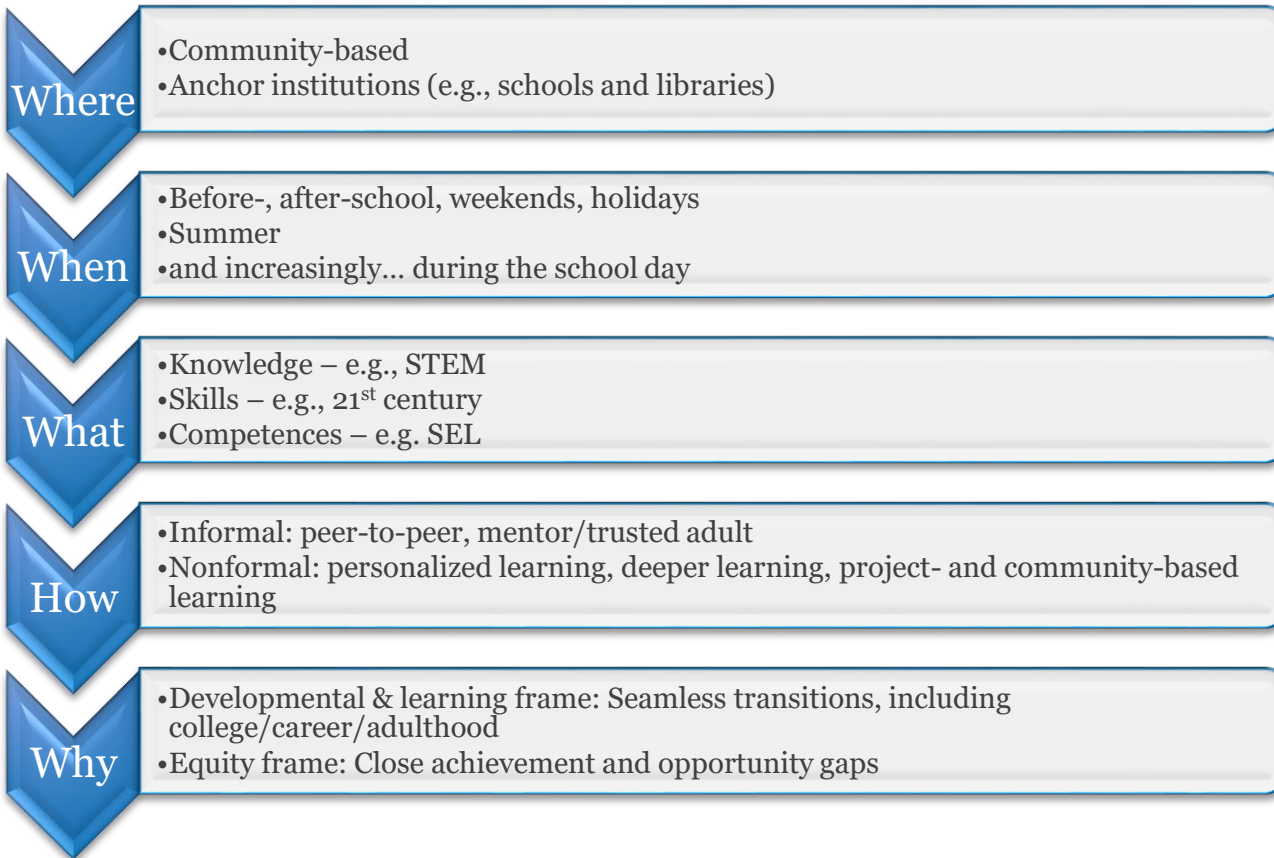 Where
•Community-based
•Anchor institutions (e.g., schools and libraries)
When
•Before-, after-school, weekends, holidays
•Summer
•and increasingly... during the school day
What
•Knowledge – e.g., STEM
•Skills – e.g., 21st century
•Competences – e.g. SEL
How
•Informal: peer-to-peer, mentor/trusted adult
•Nonformal: personalized learning, deeper learning, project- and community-based
learning
Why
•Developmental & learning frame: Seamless transitions, including
college/career/adulthood
•Equity frame: Close achievement and opportunity gaps